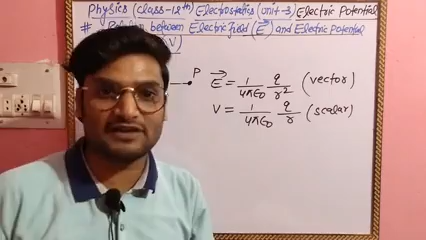 Physics (class-12th) Electrostatics (Unit-3) Electric Potential
# between Electric field (E⃗) and Electric Potential
V)
P E⃗ = 1/4πε0 q/r² (vector)
V = 1/4πε0 q/r (scalar)